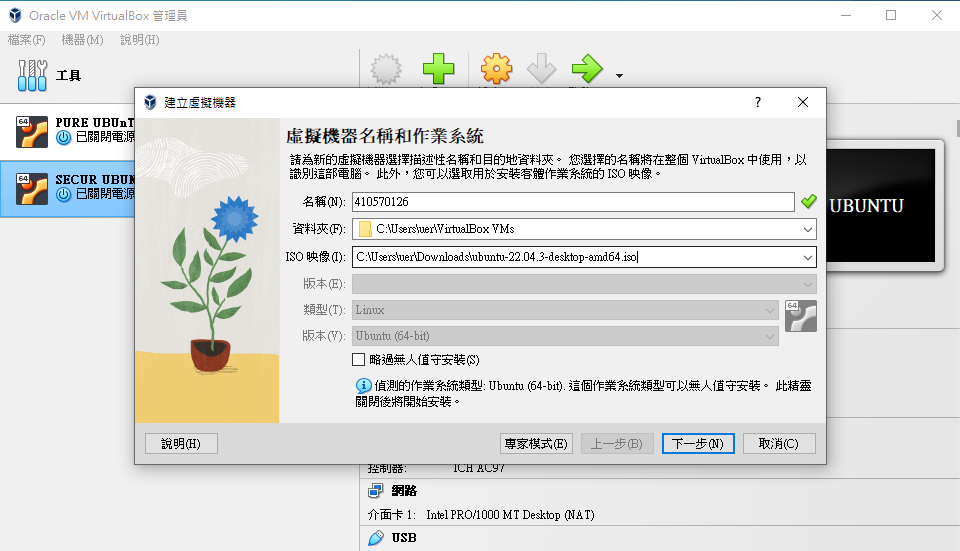 Oracle VM VirtualBox 管理員
檔案(F) 機器(M) 說明(H)
工具
64 PURE UBUnT
已關閉電源
64 SECUR UBUN
已關閉電源
建立虛擬機器
?
虛擬機器名稱和作業系統
請為新的虛擬機器選擇描述性名稱和目的地資料夾。 您選擇的名稱將在整個 VirtualBox 中使用，以
識別這部電腦。 此外，您可以選取用於安裝客體作業系統的 ISO 映像。
名稱(N): 410570126
資料夾(F): C:\Users\uer\VirtualBox VMs
ISO 映像(I): C:\Users\uer\Downloads\ubuntu-22.04.3-desktop-amd64.iso
版本(E):
類型(T): Linux
64
版本(V): Ubuntu (64-bit)
略過無人值守安裝(S)
偵測的作業系統類型: Ubuntu (64-bit). 這個作業系統類型可以無人值守安裝。 此精靈
關閉後將開始安裝。
說明(H) 專家模式(E) 上一步(B) 下一步(N) 取消(C)
UBUNTU
控制器: ICH AC97
網路
介面卡 1: Intel PRO/1000 MT Desktop (NAT)
USB